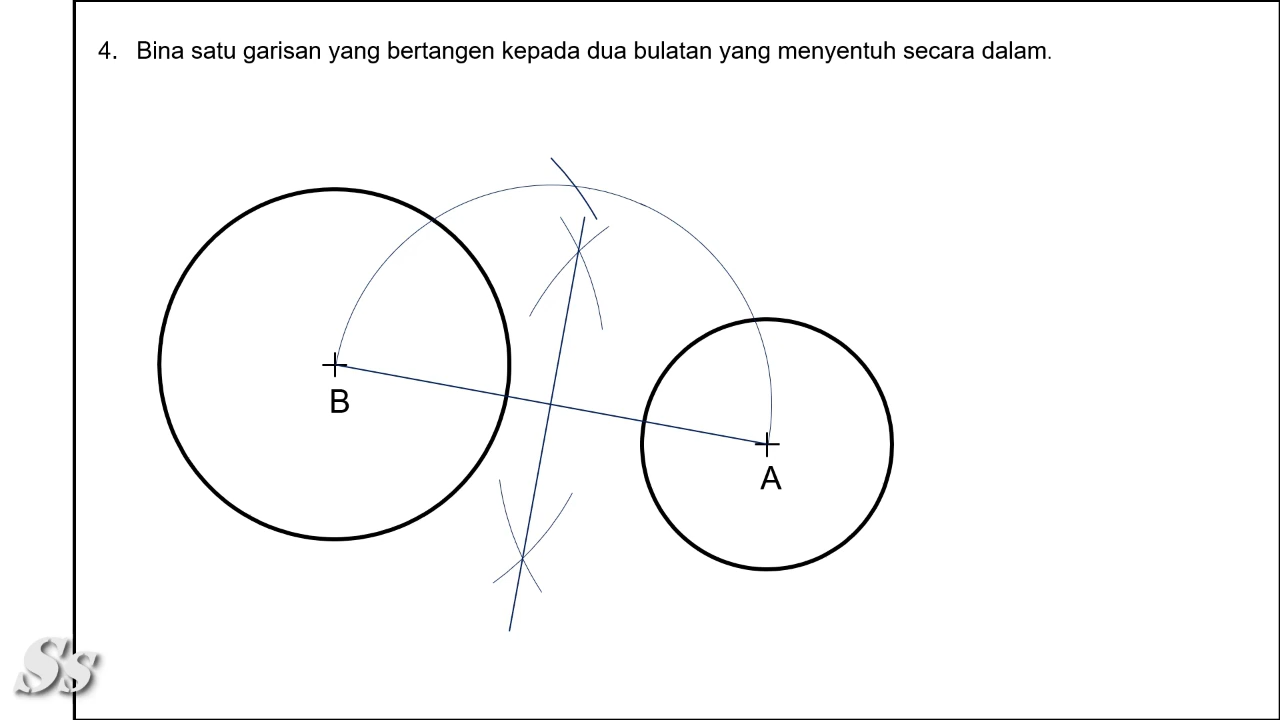 4. Bina satu garisan yang bertangen kepada dua bulatan yang menyentuh secara dalam.
B
A
Ss